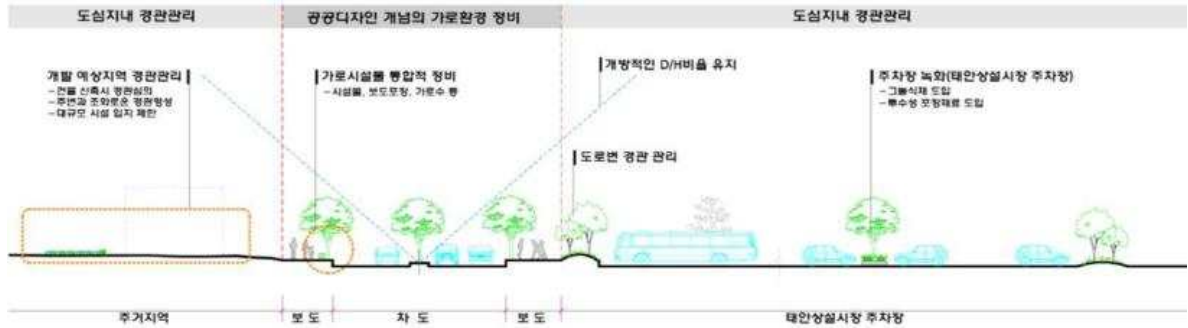 도심지내 경관관리
공공디자인 개념의 가로환경 정비
도심지내 경관관리
개발 예상지역 경관관리
-건물 신축시 경관심의
-주변과 조화로운 경관형성
-대규모 시설 입지 제한
가로시설물 통합적 정비
-시설물, 보도포장, 가로수 등
개방적인 D/H비율 유지
도로변 경관 관리
주차장 녹화(태안상설시장 주차장)
-그늘식재 도입
-투수성 포장재료 도입
주거지역
보 도
차 도
보 도
태안상설시장 주차장